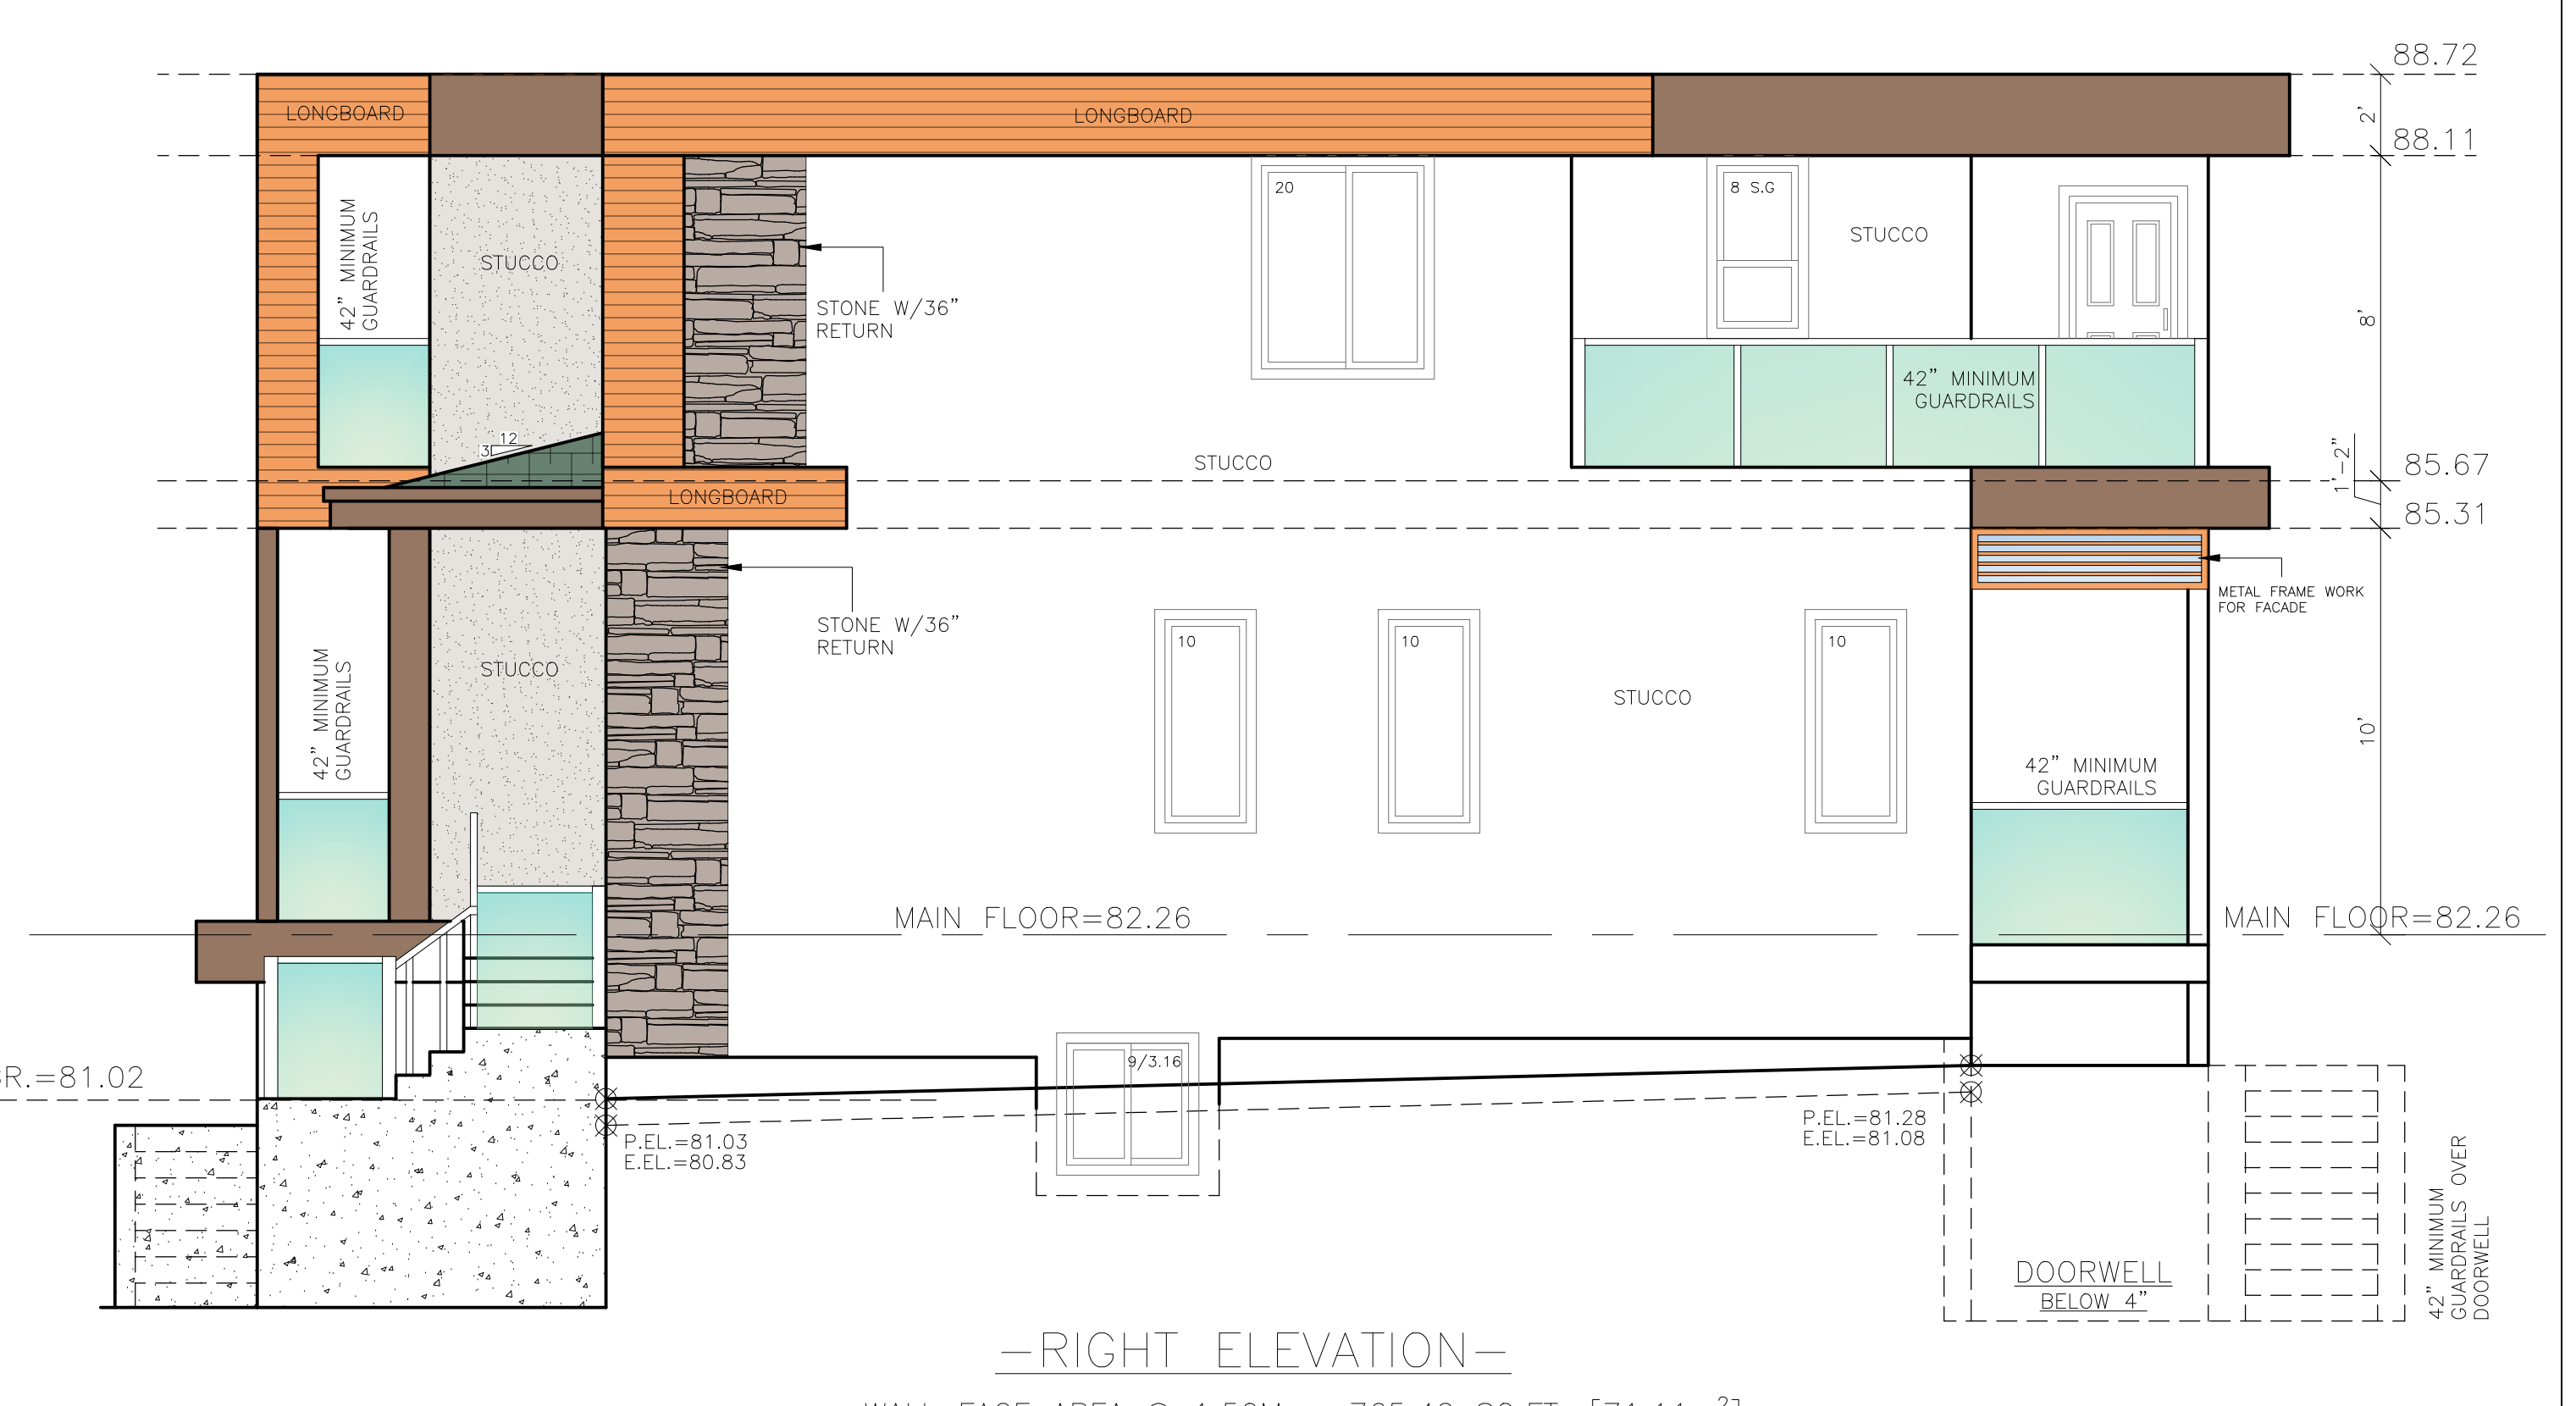 88.72
LONGBOARD
LONGBOARD
2'
88.11
20
8 S.G
42" MINIMUM
GUARDRAILS
STUCCO
STUCCO
STONE W/36"
RETURN
8'
42" MINIMUM
GUARDRAILS
12
3
STUCCO
1'-2"
85.67
LONGBOARD
85.31
METAL FRAME WORK
FOR FACADE
STONE W/36"
RETURN
10
10
10
42" MINIMUM
GUARDRAILS
STUCCO
STUCCO
10'
42" MINIMUM
GUARDRAILS
MAIN FLOOR=82.26
MAIN FLOOR=82.26
9/3.16
R.=81.02
P.EL.=81.03
E.EL.=80.83
P.EL.=81.28
E.EL.=81.08
42" MINIMUM
GUARDRAILS OVER
DOORWELL
DOORWELL
BELOW 4"
-RIGHT ELEVATION-